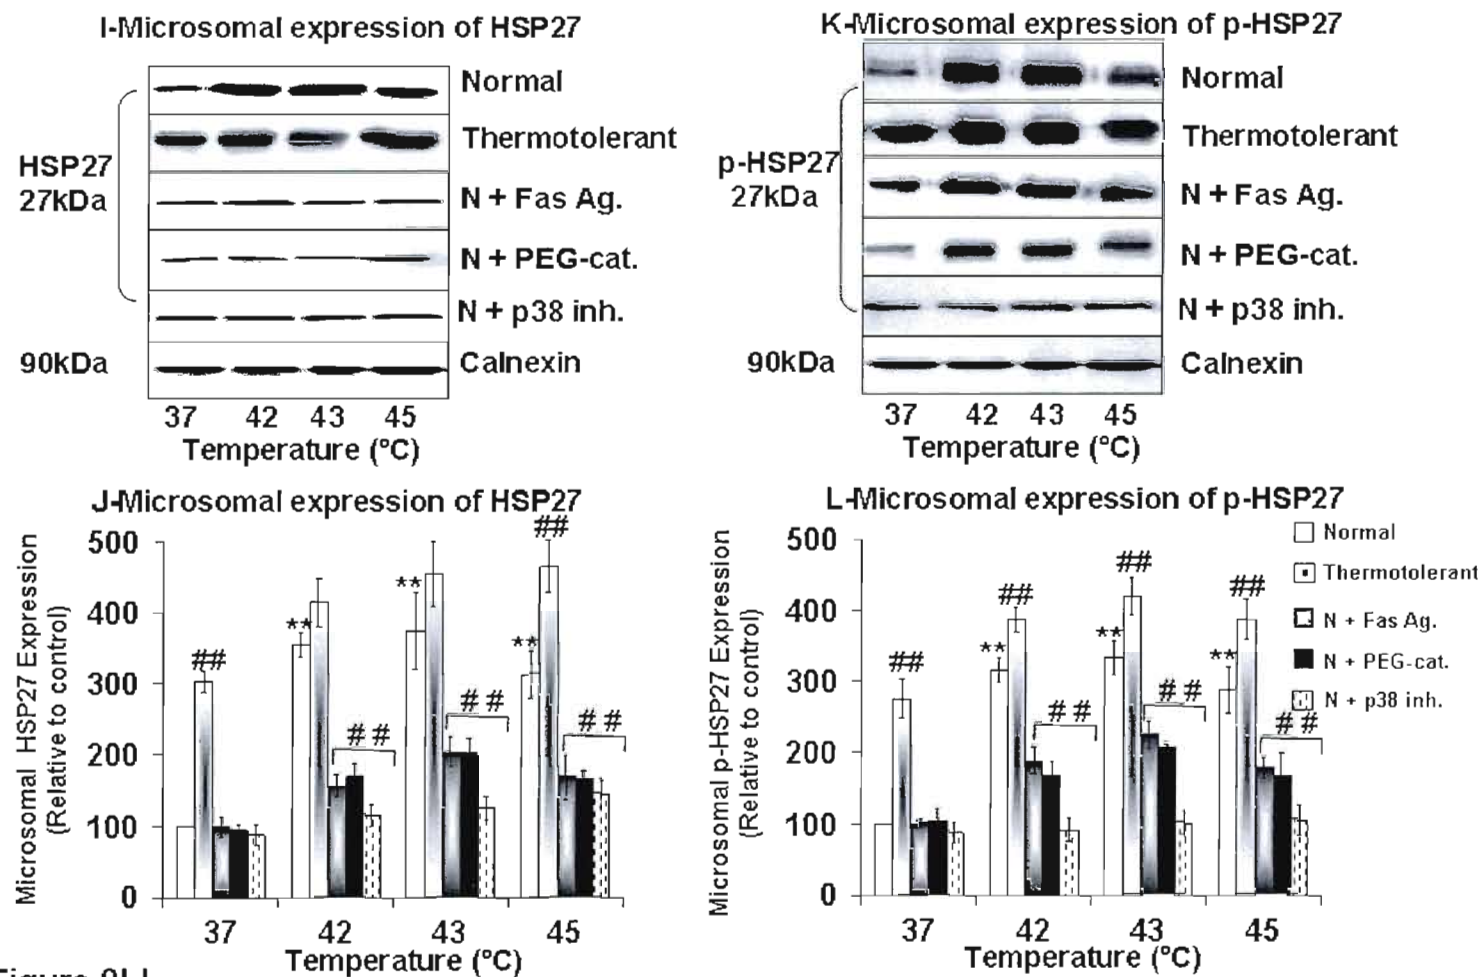 I-Microsomal expression of HSP27
Normal
Thermotolerant
HSP27
27kDa
N + Fas Ag.
N + PEG-cat.
N + p38 inh.
90kDa
Calnexin
37 42 43 45
Temperature (°C)
K-Microsomal expression of p-HSP27
Normal
Thermotolerant
p-HSP27
27kDa
N + Fas Ag.
N + PEG-cat.
N + p38 inh.
90kDa
Calnexin
37 42 43 45
Temperature (°C)
J-Microsomal expression of HSP27
Microsomal HSP27 Expression
(Relative to control)
500
400
300
200
100
0
##
**
# #
**
# #
**
##
# #
37 42 43 45
Temperature (°C)
L-Microsomal expression of p-HSP27
Microsomal p-HSP27 Expression
(Relative to control)
500
400
300
200
100
0
##
**
##
# #
**
##
# #
**
##
# #
37 42 43 45
Temperature (°C)
Normal
Thermotolerant
N + Fas Ag.
N + PEG-cat.
N + p38 inh.